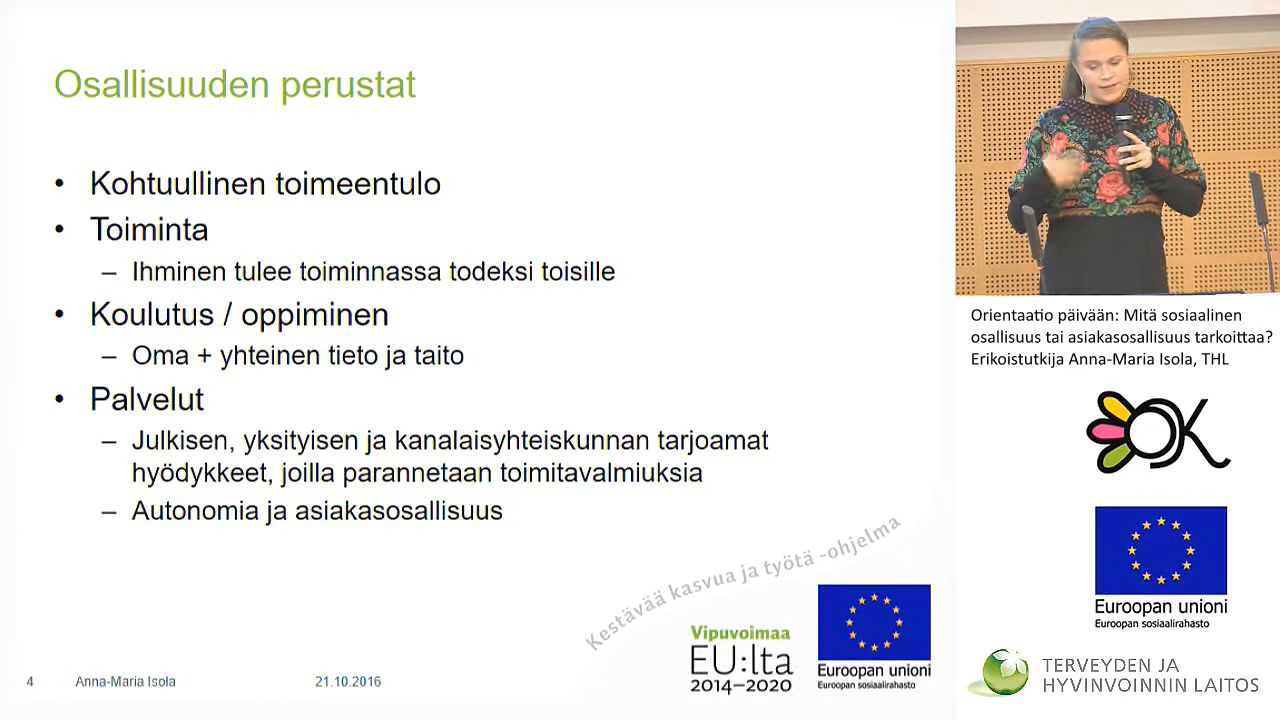 Osallisuuden perustat
• Kohtuullinen toimeentulo
• Toiminta
– Ihminen tulee toiminnassa todeksi toisille
• Koulutus / oppiminen
– Oma + yhteinen tieto ja taito
• Palvelut
– Julkisen, yksityisen ja kanalaisyhteiskunnan tarjoamat
hyödykkeet, joilla parannetaan toimitavalmiuksia
– Autonomia ja asiakasosallisuus
Kestävää kasvua ja työtä -ohjelma
Vipuvoimaa
EU:lta
2014–2020
Euroopan unioni
Euroopan sosiaalirahasto
4 Anna-Maria Isola 21.10.2016
Orientaatio päivään: Mitä sosiaalinen
osallisuus tai asiakasosallisuus tarkoittaa?
Erikoistutkija Anna-Maria Isola, THL
OK
Euroopan unioni
Euroopan sosiaalirahasto
TERVEYDEN JA
HYVINVOINNIN LAITOS